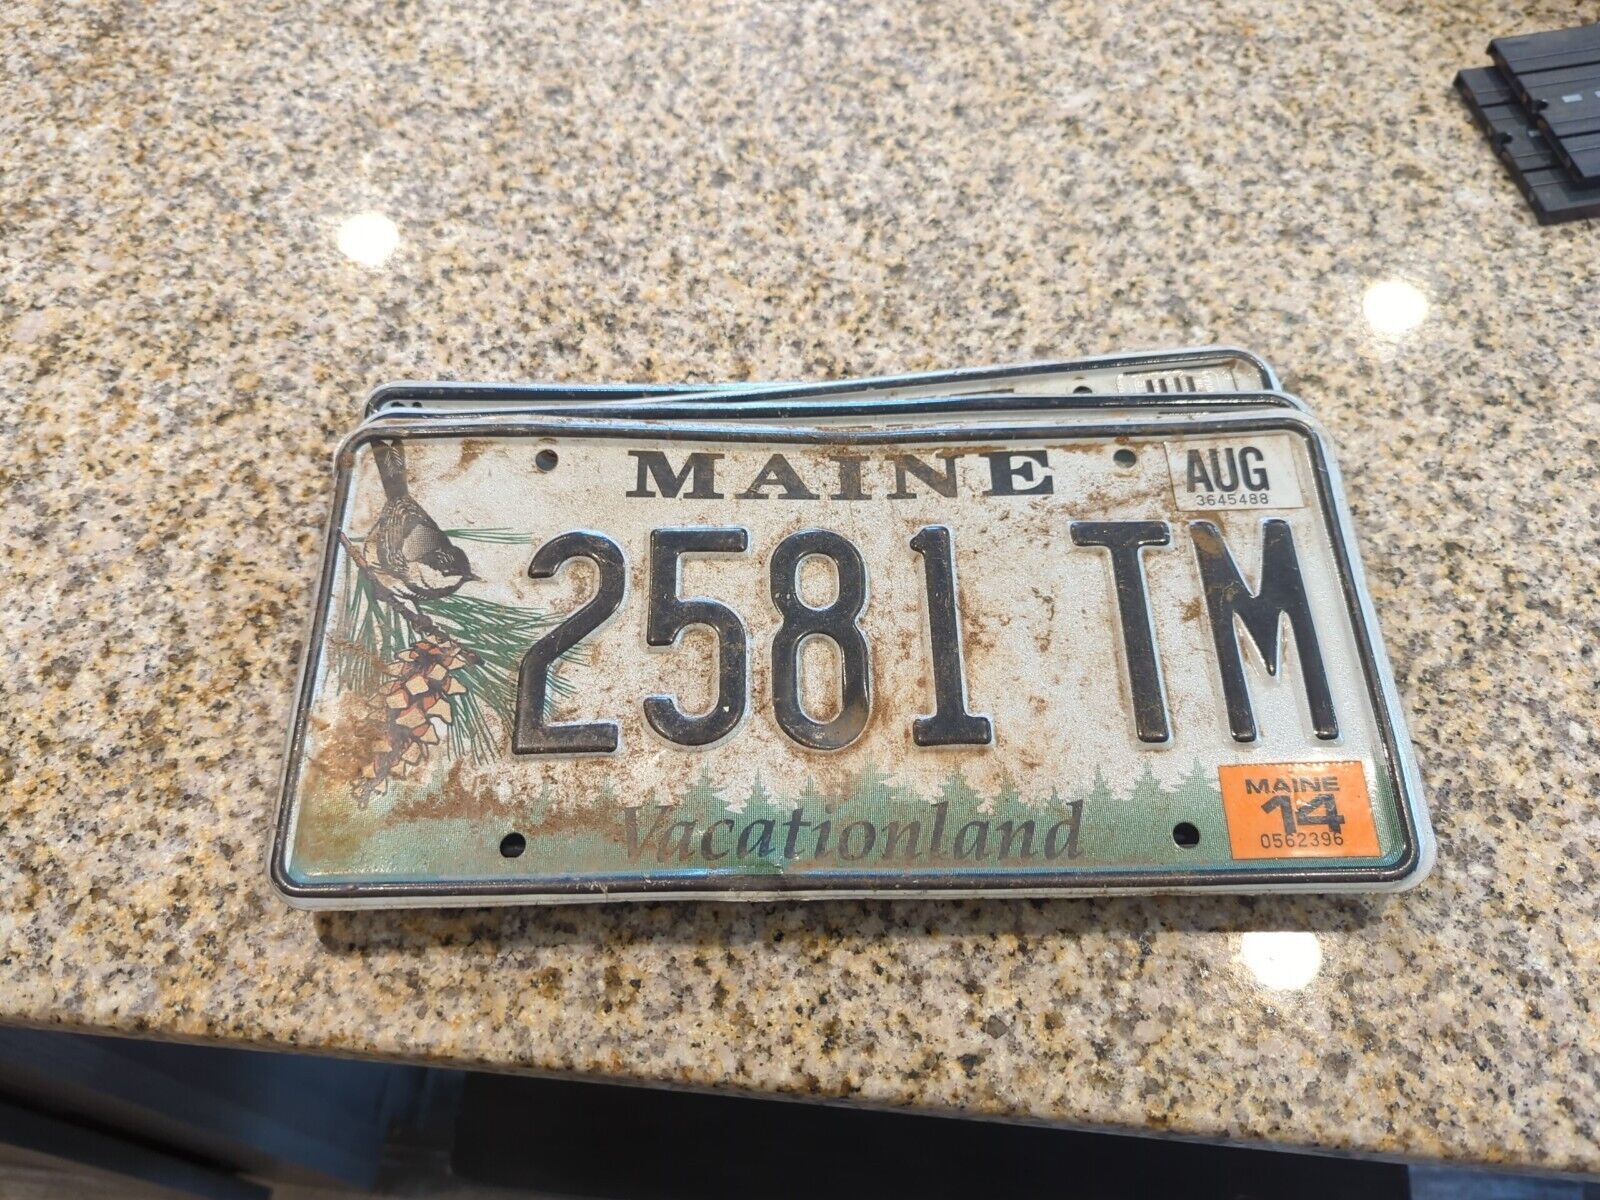 MAINE
AUG
3645488
2581 TM
Vacationland
MAINE
14
0562396